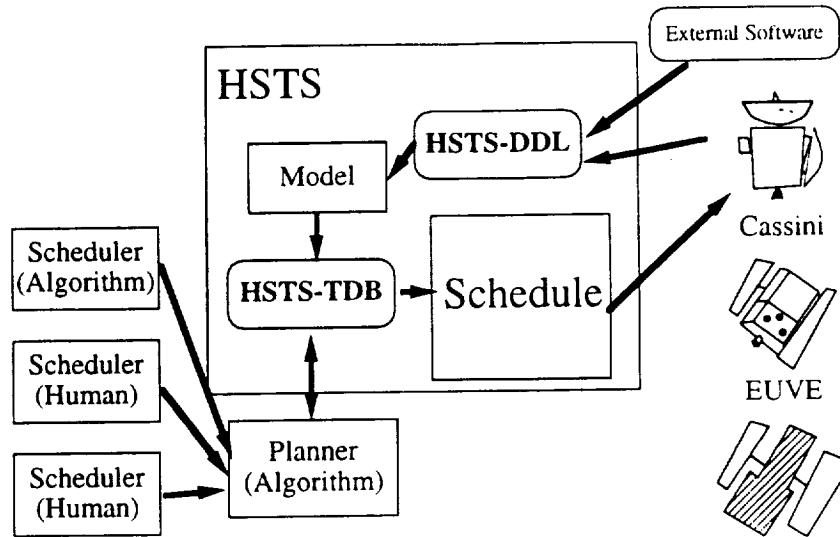 External Software
HSTS
HSTS-DDL
Model
Cassini
Scheduler
(Algorithm)
HSTS-TDB
Schedule
Scheduler
(Human)
EUVE
Planner
(Algorithm)
Scheduler
(Human)